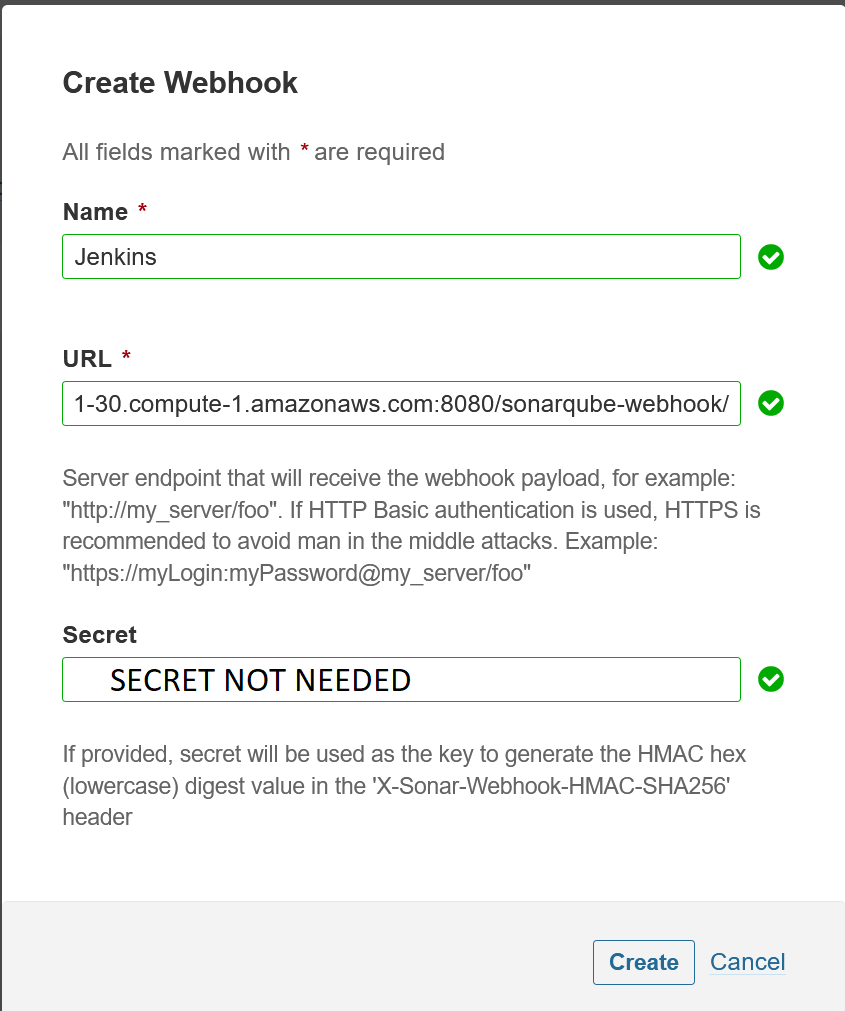 Create Webhook
All fields marked with * are required
Name *
Jenkins
URL *
1-30.compute-1.amazonaws.com:8080/sonarqube-webhook/
Server endpoint that will receive the webhook payload, for example:
"http://my_server/foo". If HTTP Basic authentication is used, HTTPS is
recommended to avoid man in the middle attacks. Example:
"https://myLogin:myPassword@my_server/foo"
Secret
SECRET NOT NEEDED
If provided, secret will be used as the key to generate the HMAC hex
(lowercase) digest value in the 'X-Sonar-Webhook-HMAC-SHA256'
header
Create Cancel